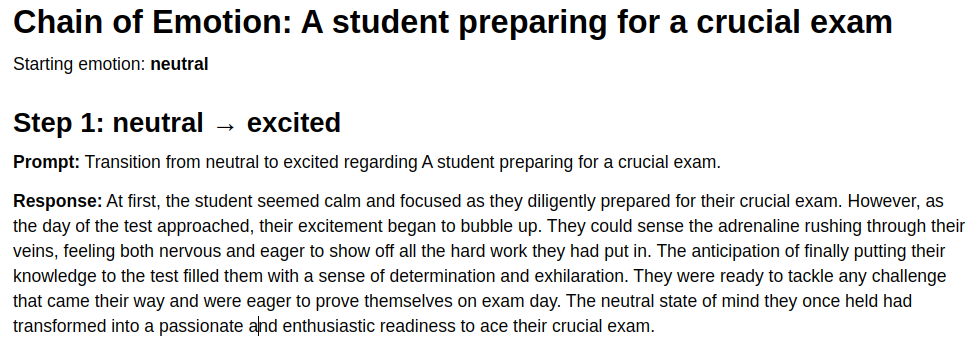 Chain of Emotion: A student preparing for a crucial exam
Starting emotion: neutral
Step 1: neutral → excited
Prompt: Transition from neutral to excited regarding A student preparing for a crucial exam.
Response: At first, the student seemed calm and focused as they diligently prepared for their crucial exam. However, as
the day of the test approached, their excitement began to bubble up. They could sense the adrenaline rushing through their
veins, feeling both nervous and eager to show off all the hard work they had put in. The anticipation of finally putting their
knowledge to the test filled them with a sense of determination and exhilaration. They were ready to tackle any challenge
that came their way and were eager to prove themselves on exam day. The neutral state of mind they once held had
transformed into a passionate and enthusiastic readiness to ace their crucial exam.